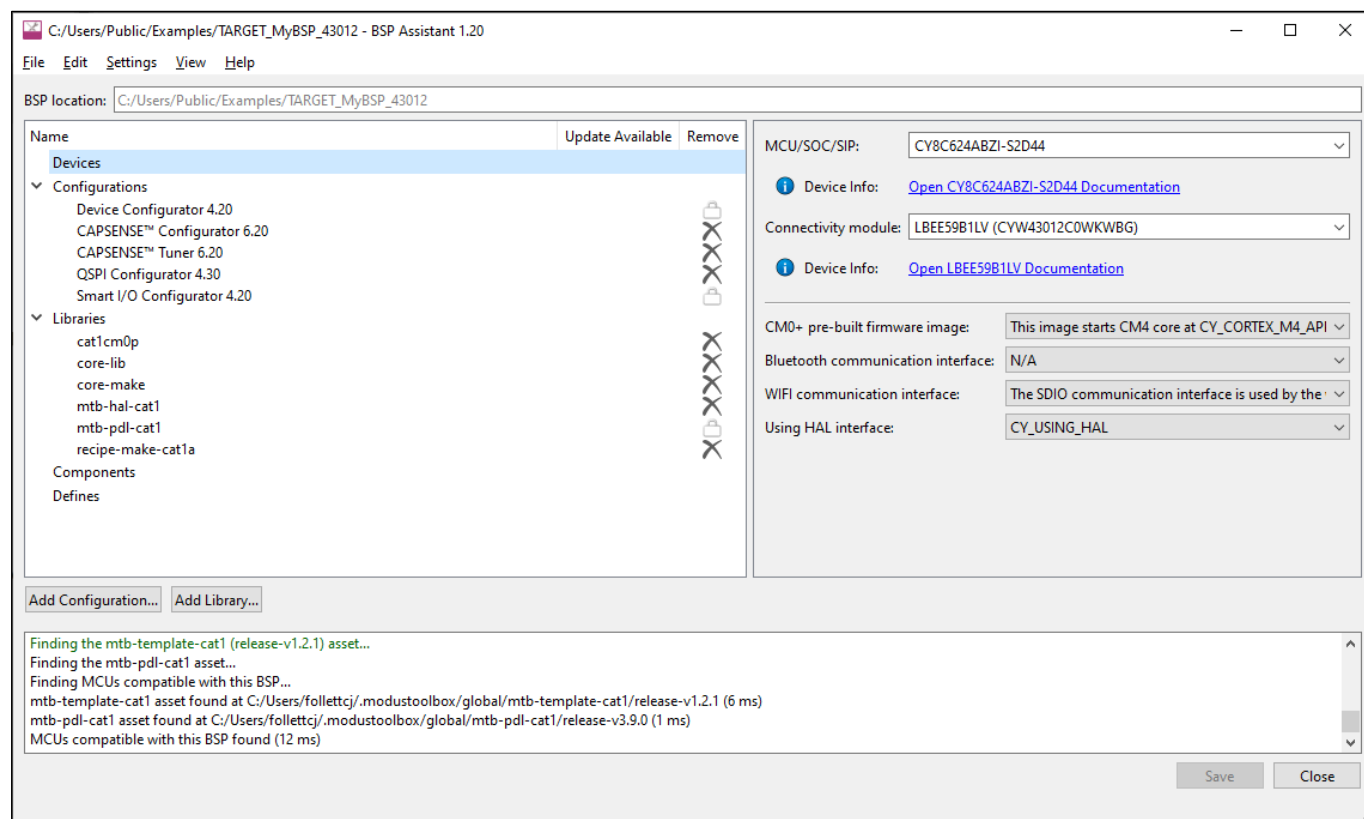 C:/Users/Public/Examples/TARGET_MyBSP_43012 - BSP Assistant 1.20
File Edit Settings View Help
BSP location: C:/Users/Public/Examples/TARGET_MyBSP_43012
Name Update Available Remove
Devices
Configurations
Device Configurator 4.20
CAPSENSE™ Configurator 6.20
CAPSENSE™ Tuner 6.20
QSPI Configurator 4.30
Smart I/O Configurator 4.20
Libraries
cat1cm0p
core-lib
core-make
mtb-hal-cat1
mtb-pdl-cat1
recipe-make-cat1a
Components
Defines
MCU/SOC/SIP: CY8C624ABZI-S2D44
Device Info: Open CY8C624ABZI-S2D44 Documentation
Connectivity module: LBEE59B1LV (CYW43012C0WKWBG)
Device Info: Open LBEE59B1LV Documentation
CM0+ pre-built firmware image: This image starts CM4 core at CY_CORTEX_M4_APPL
Bluetooth communication interface: N/A
WIFI communication interface: The SDIO communication interface is used by the
Using HAL interface: CY_USING_HAL
Add Configuration... Add Library...
Finding the mtb-template-cat1 (release-v1.2.1) asset...
Finding the mtb-pdl-cat1 asset...
Finding MCUs compatible with this BSP...
mtb-template-cat1 asset found at C:/Users/follettcj/.modustoolbox/global/mtb-template-cat1/release-v1.2.1 (6 ms)
mtb-pdl-cat1 asset found at C:/Users/follettcj/.modustoolbox/global/mtb-pdl-cat1/release-v3.9.0 (1 ms)
MCUs compatible with this BSP found (12 ms)
Save Close